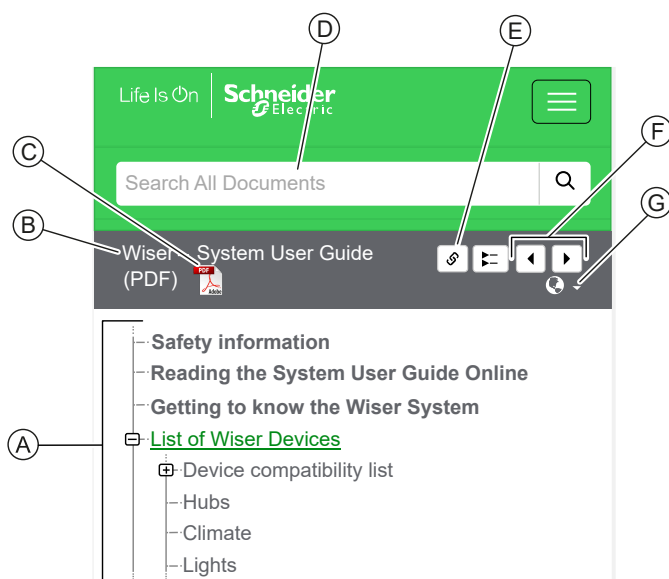 D
E
Life Is On
Schneider
Electric
F
C
Search All Documents
G
B
Wiser - System User Guide
(PDF)
PDF
Adobe
Safety information
Reading the System User Guide Online
Getting to know the Wiser System
A
List of Wiser Devices
Device compatibility list
Hubs
Climate
Lights